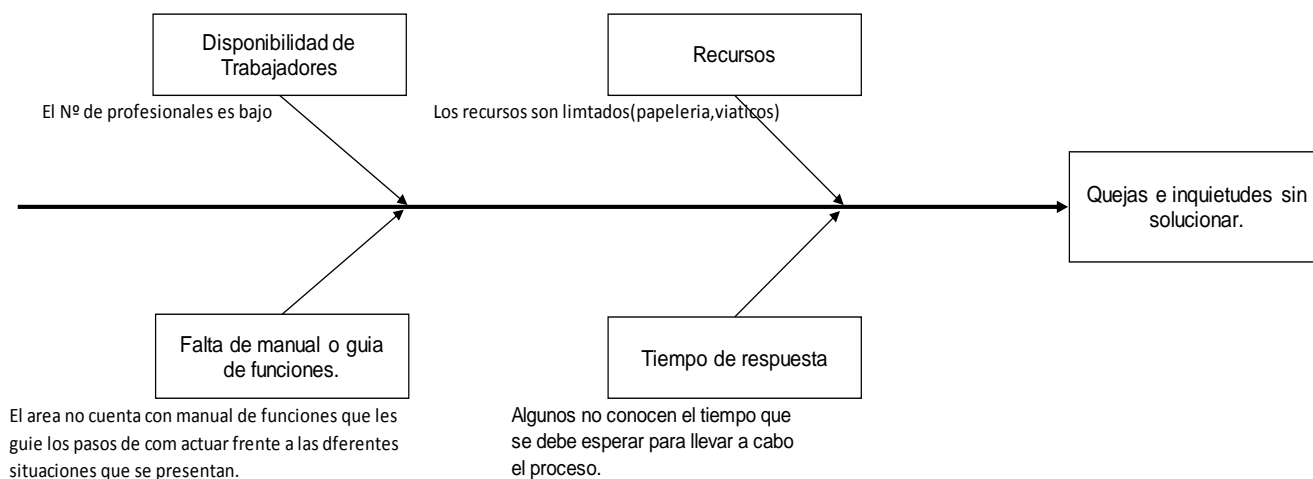 Disponibilidad de
Trabajadores
Recursos
El Nº de profesionales es bajo
Los recursos son limtados(papeleria,viaticos)
Quejas e inquietudes sin
solucionar.
Falta de manual o guia
de funciones.
Tiempo de respuesta
El area no cuenta con manual de funciones que les
guie los pasos de com actuar frente a las dferentes
situaciones que se presentan.
Algunos no conocen el tiempo que
se debe esperar para llevar a cabo
el proceso.